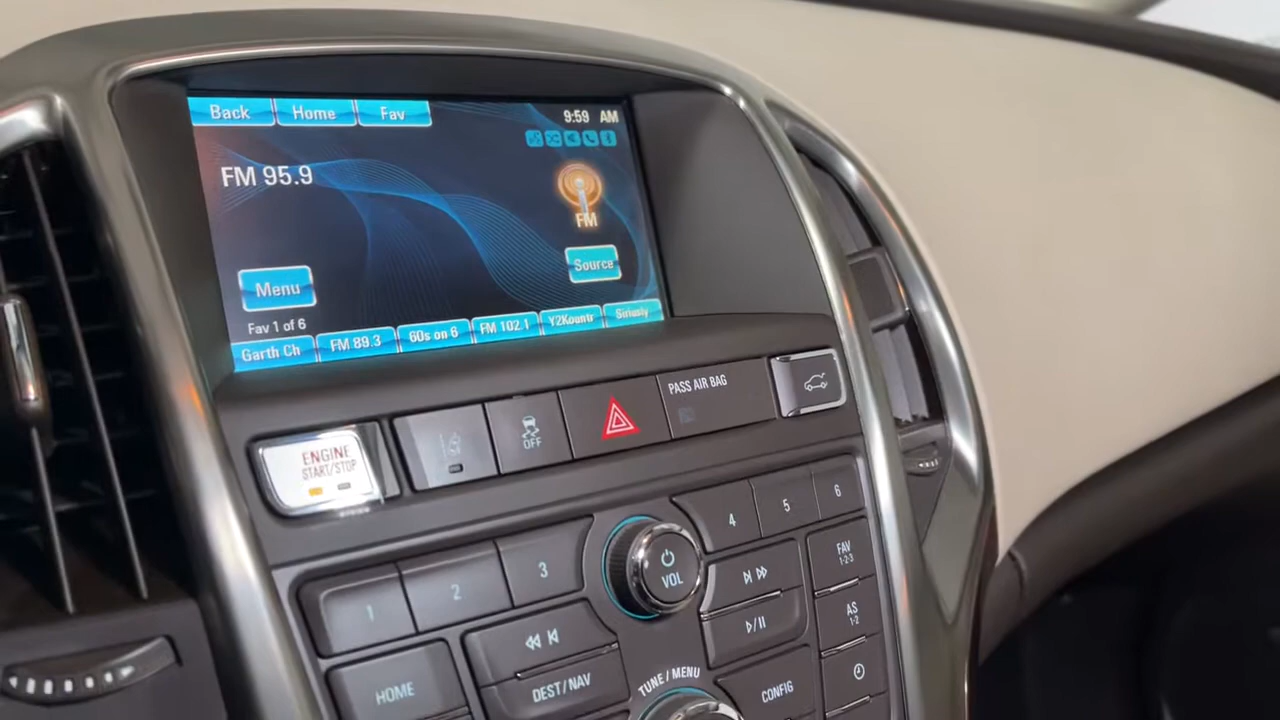 Back Home Fav
9:59 AM
FM 95.9
FM
Source
Menu
Fav 1 of 6
Garth Ch FM 89.3 60s on 6 FM 102.1 Y2Kountr Siriusly
PASS AIR BAG
OFF
ENGINE
START/STOP
4 5 6
1 2 3
VOL
FAV
1-2-3
AS
1-2
HOME
DEST/NAV
TUNE / MENU
CONFIG